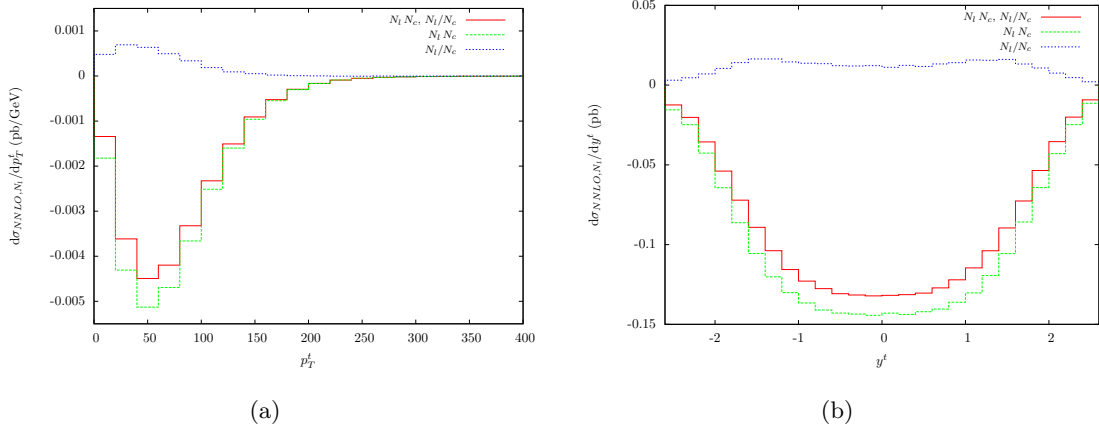 0.001
0
-0.001
-0.002
-0.003
-0.004
-0.005
dσ_{NNLO,N_l}/dp_T^t (pb/GeV)
N_l N_c, N_l/N_c
N_l N_c
N_l/N_c
0 50 100 150 200 250 300 350 400
p_T^t
(a)
0.05
0
-0.05
-0.1
-0.15
dσ_{NNLO,N_l}/dy^t (pb)
N_l N_c, N_l/N_c
N_l N_c
N_l/N_c
-2 -1 0 1 2
y^t
(b)